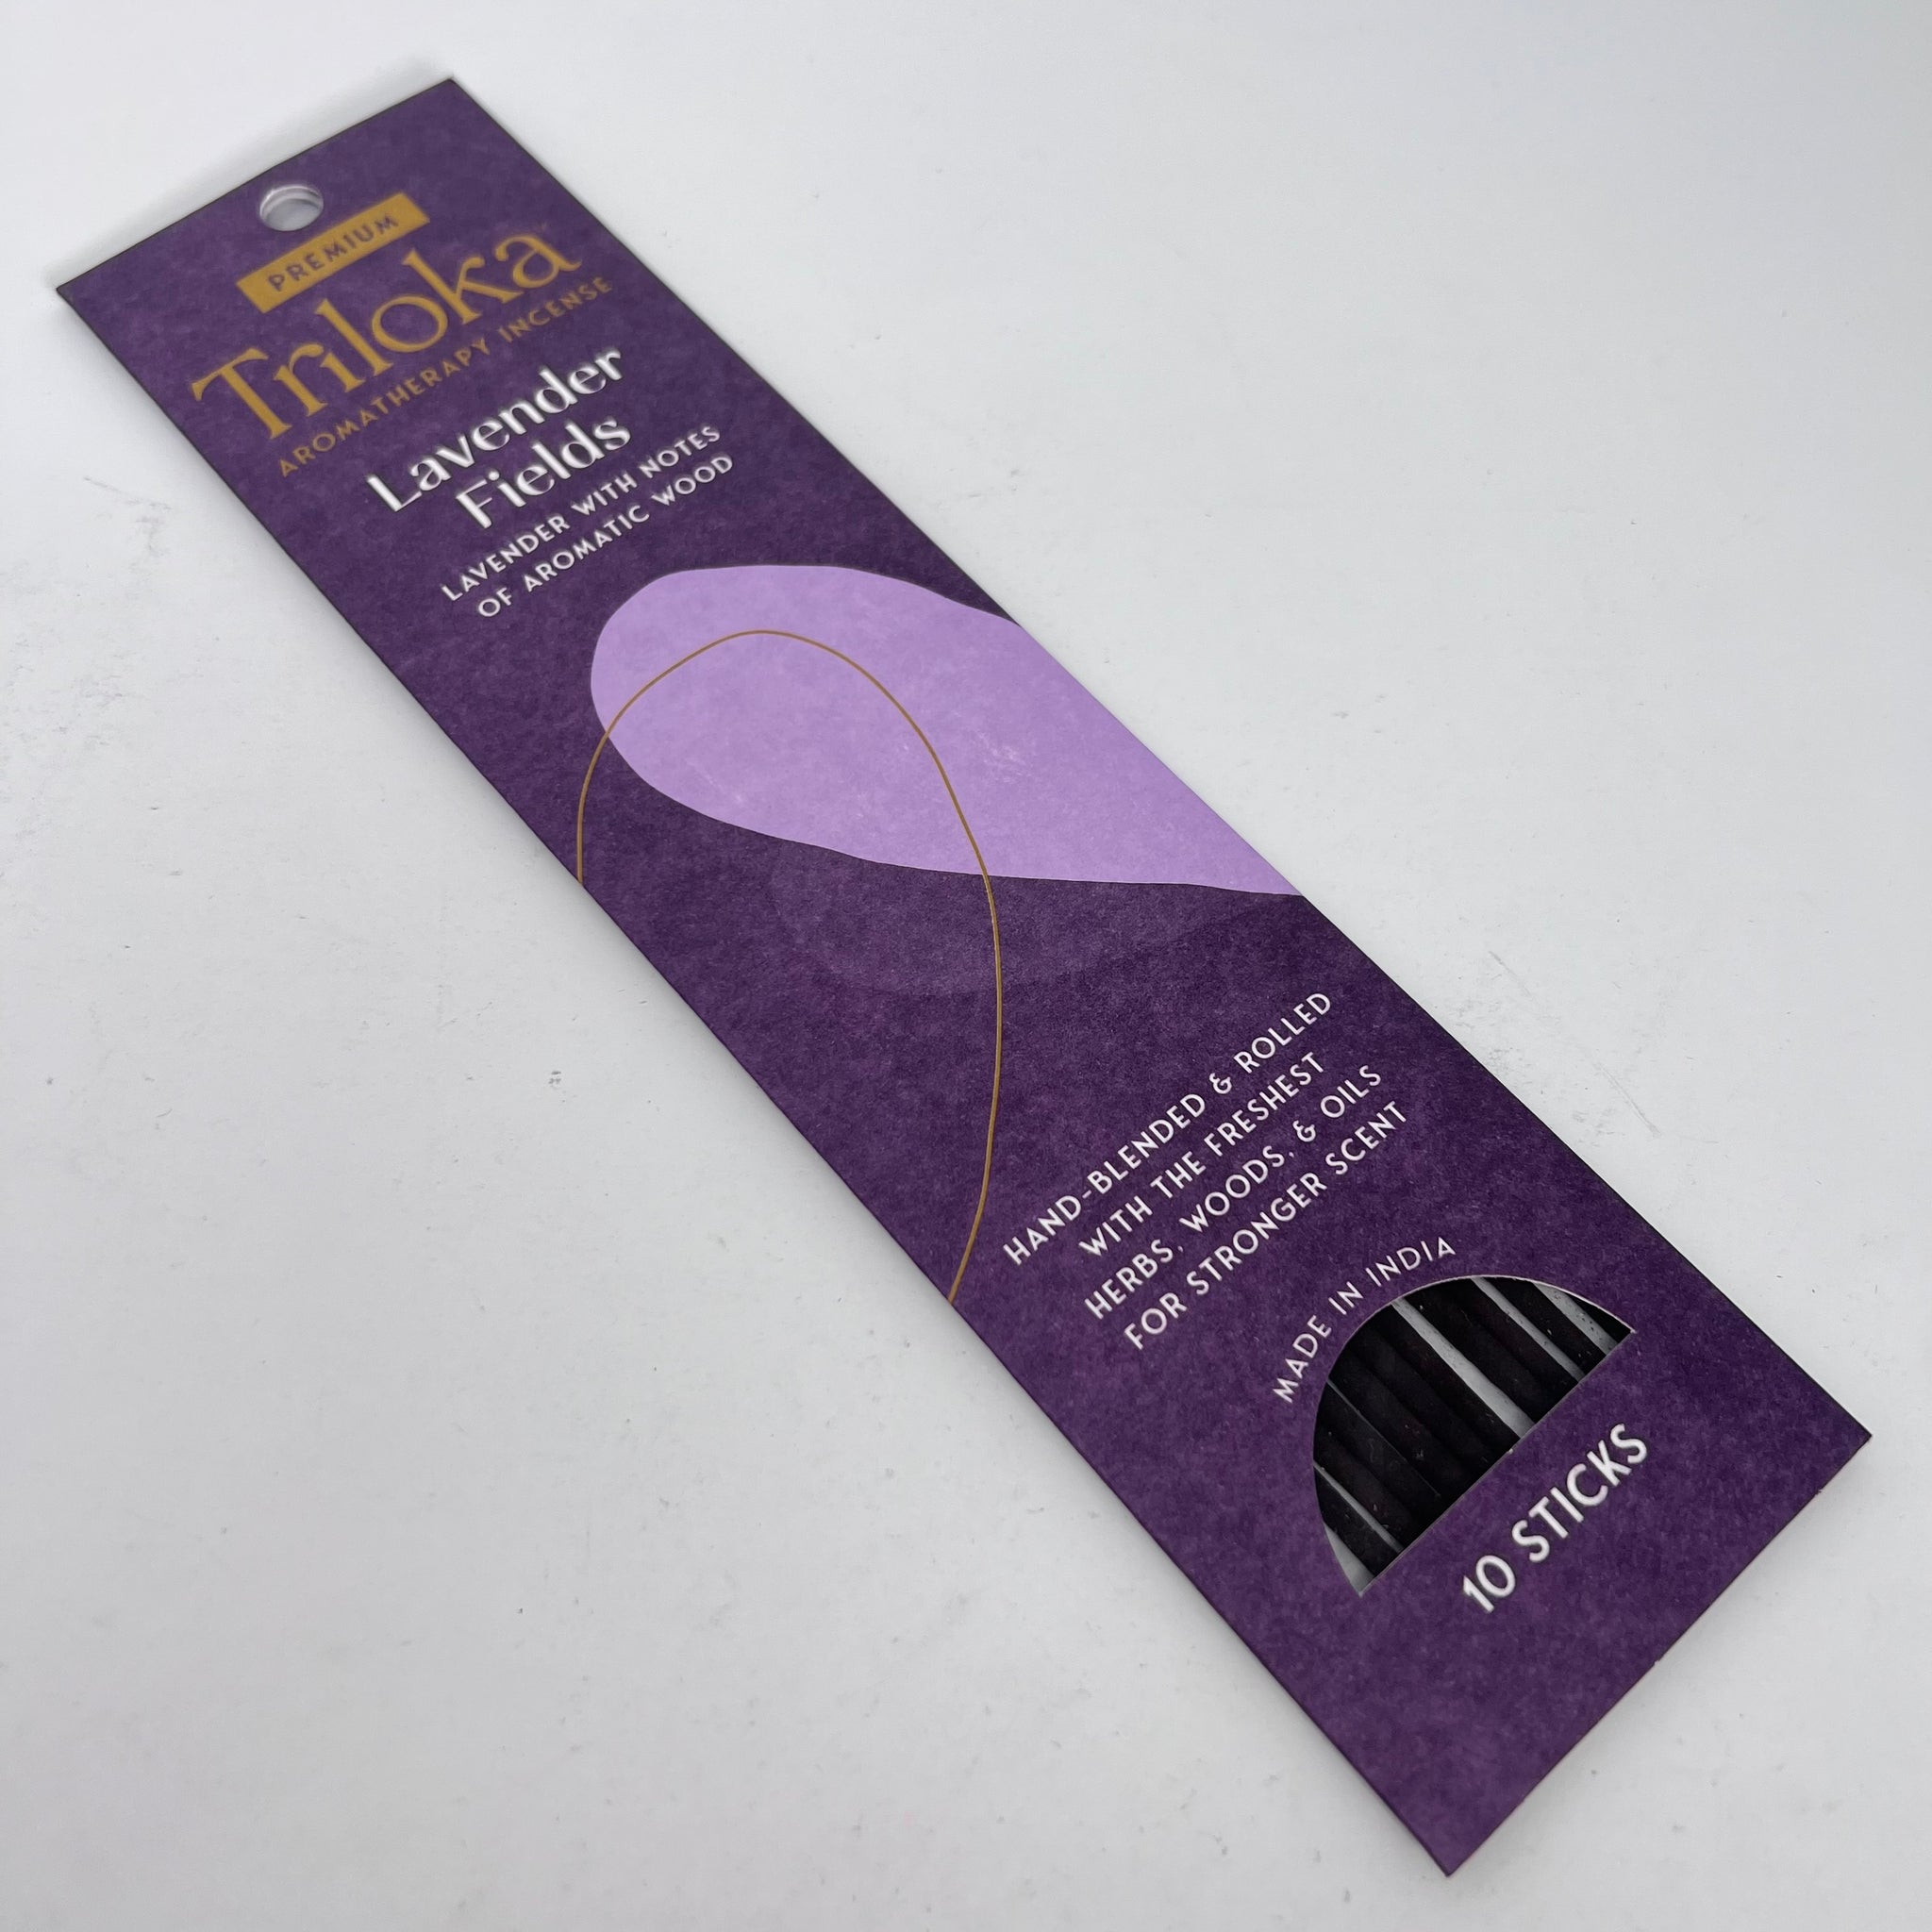 PREMIUM
Triloka
AROMATHERAPY INCENSE
Lavender
Fields
LAVENDER WITH NOTES
OF AROMATIC WOOD
HAND-BLENDED & ROLLED
WITH THE FRESHEST
HERBS, WOODS, & OILS
FOR STRONGER SCENT
MADE IN INDIA
10 STICKS